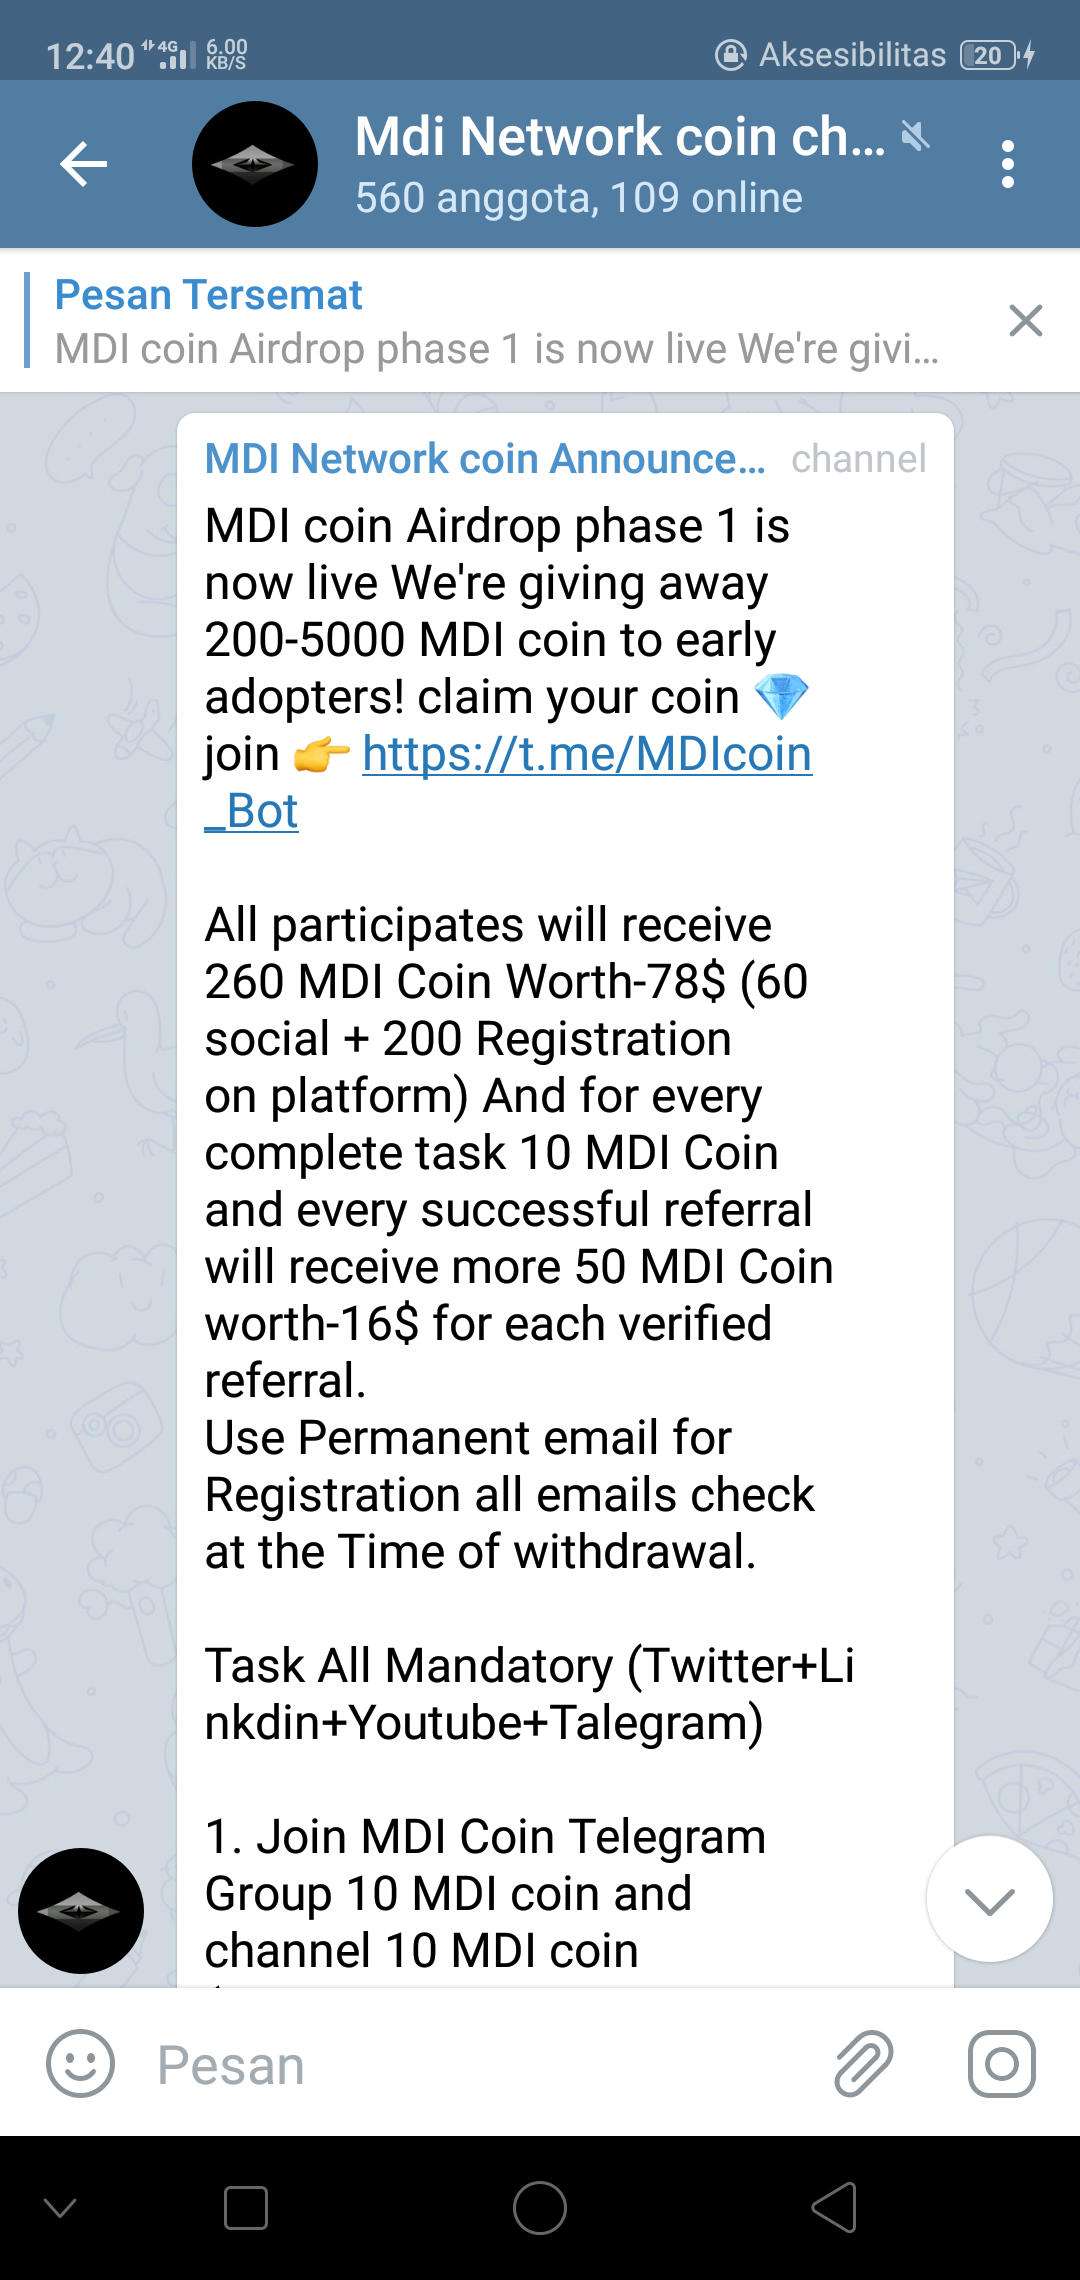 12:40 4G 6.00 KB/S Aksesibilitas 20
Mdi Network coin ch...
560 anggota, 109 online
Pesan Tersemat
MDI coin Airdrop phase 1 is now live We're givi...
MDI Network coin Announce... channel
MDI coin Airdrop phase 1 is
now live We're giving away
200-5000 MDI coin to early
adopters! claim your coin 💎
join 👉 https://t.me/MDIcoin
_Bot
All participates will receive
260 MDI Coin Worth-78$ (60
social + 200 Registration
on platform) And for every
complete task 10 MDI Coin
and every successful referral
will receive more 50 MDI Coin
worth-16$ for each verified
referral.
Use Permanent email for
Registration all emails check
at the Time of withdrawal.
Task All Mandatory (Twitter+Li
nkdin+Youtube+Talegram)
1. Join MDI Coin Telegram
Group 10 MDI coin and
channel 10 MDI coin
Pesan